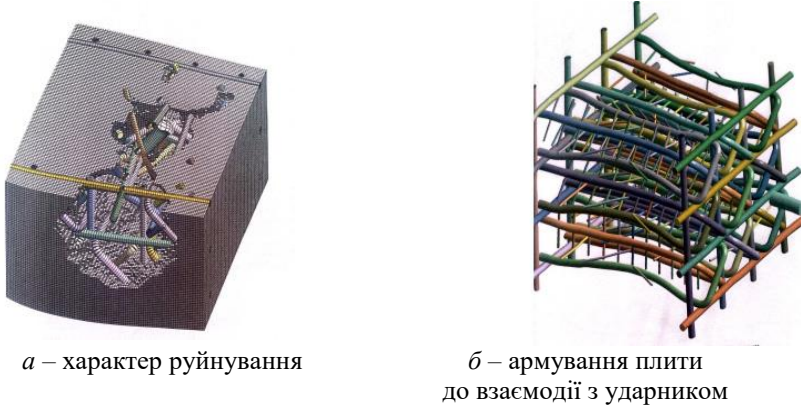 а – характер руйнування
б – армування плити
до взаємодії з ударником